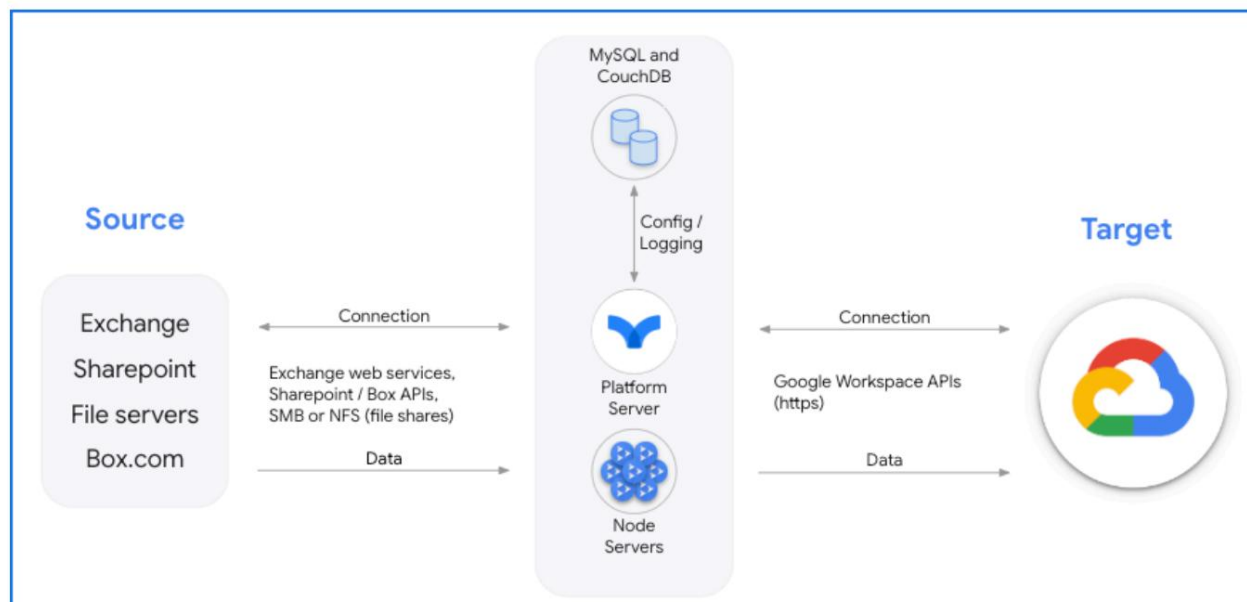 Source
Exchange
Sharepoint
File servers
Box.com
Connection
Exchange web services,
Sharepoint / Box APIs,
SMB or NFS (file shares)
Data
MySQL and
CouchDB
Config /
Logging
Platform
Server
Node
Servers
Connection
Google Workspace APIs
(https)
Data
Target